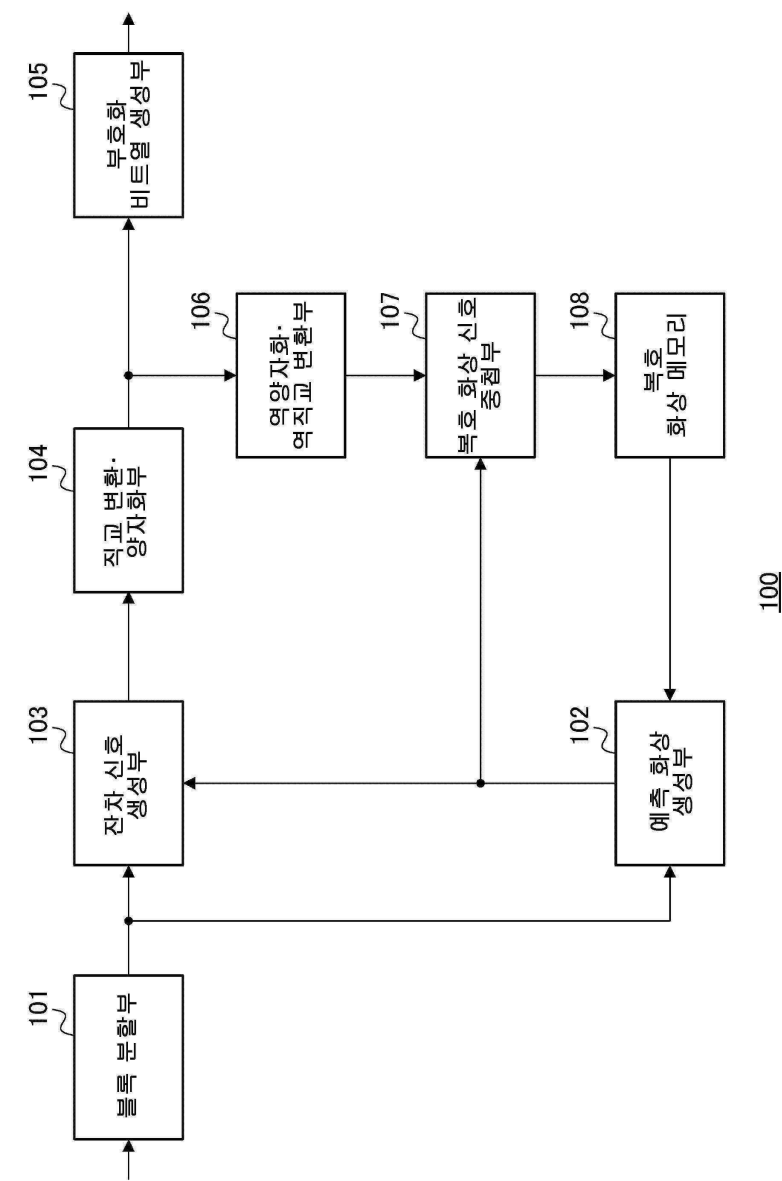 101
블록 분할부
103
잔차 신호
생성부
104
직교 변환·
양자화부
105
부호화
비트열 생성부
106
역양자화·
역직교 변환부
107
복호 화상 신호
중첩부
102
예측 화상
생성부
108
복호
화상 메모리
100